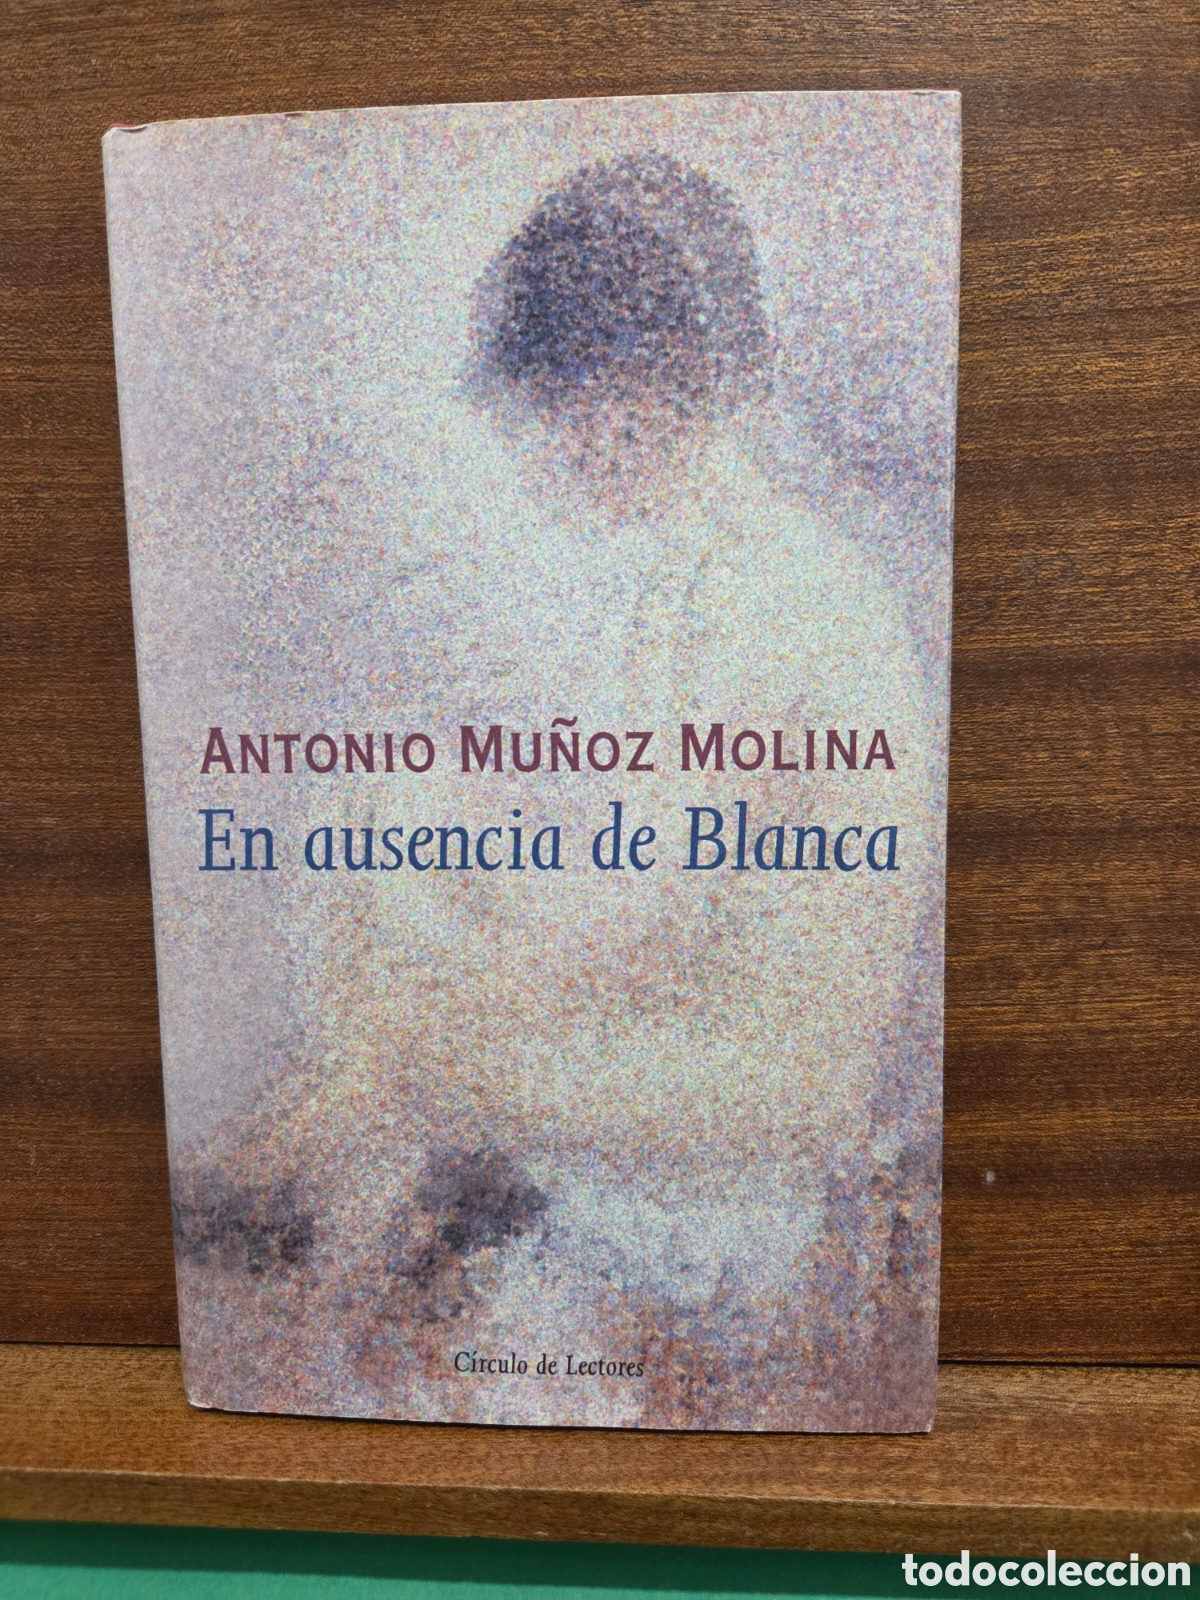 ANTONIO MUÑOZ MOLINA
En ausencia de Blanca
Círculo de Lectores
todocoleccion